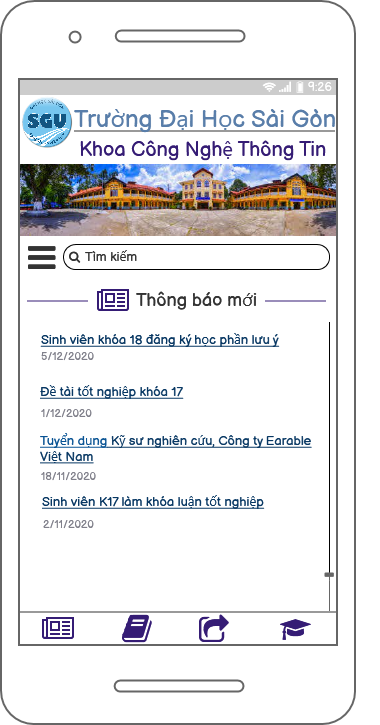 9:26
SGU
Trường Đại Học Sài Gòn
Khoa Công Nghệ Thông Tin
Tìm kiếm
Thông báo mới
Sinh viên khóa 18 đăng ký học phần lưu ý
5/12/2020
Đề tài tốt nghiệp khóa 17
1/12/2020
Tuyển dụng Kỹ sư nghiên cứu, Công ty Earable
Việt Nam
18/11/2020
Sinh viên K17 làm khóa luận tốt nghiệp
2/11/2020